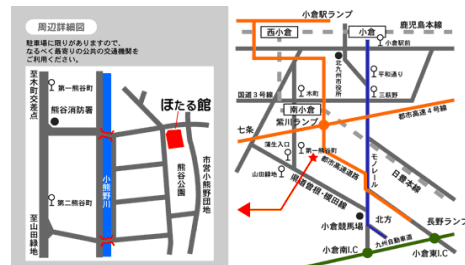 周辺詳細図
駐車場に限りがありますので、
なるべく最寄りの公共の交通機関を
ご利用ください。
至木町交差点
第一熊谷町
熊谷消防署
ほたる館
小熊野川
熊谷公園
市営小熊野団地
第二熊谷町
至山田緑地
小倉駅ランプ
鹿児島本線
西小倉
小倉
小倉駅前
北九州市役所
平和通り
木町
三萩野
国道3号線
南小倉
紫川ランプ
都市高速4号線
七条
蒲生入口
第一熊谷町
山田緑地
都市高速道路
県道曽根・横田線
モノレール
日豊本線
小倉競馬場
北方
長野ランプ
九州自動車道
小倉南I.C
小倉東I.C